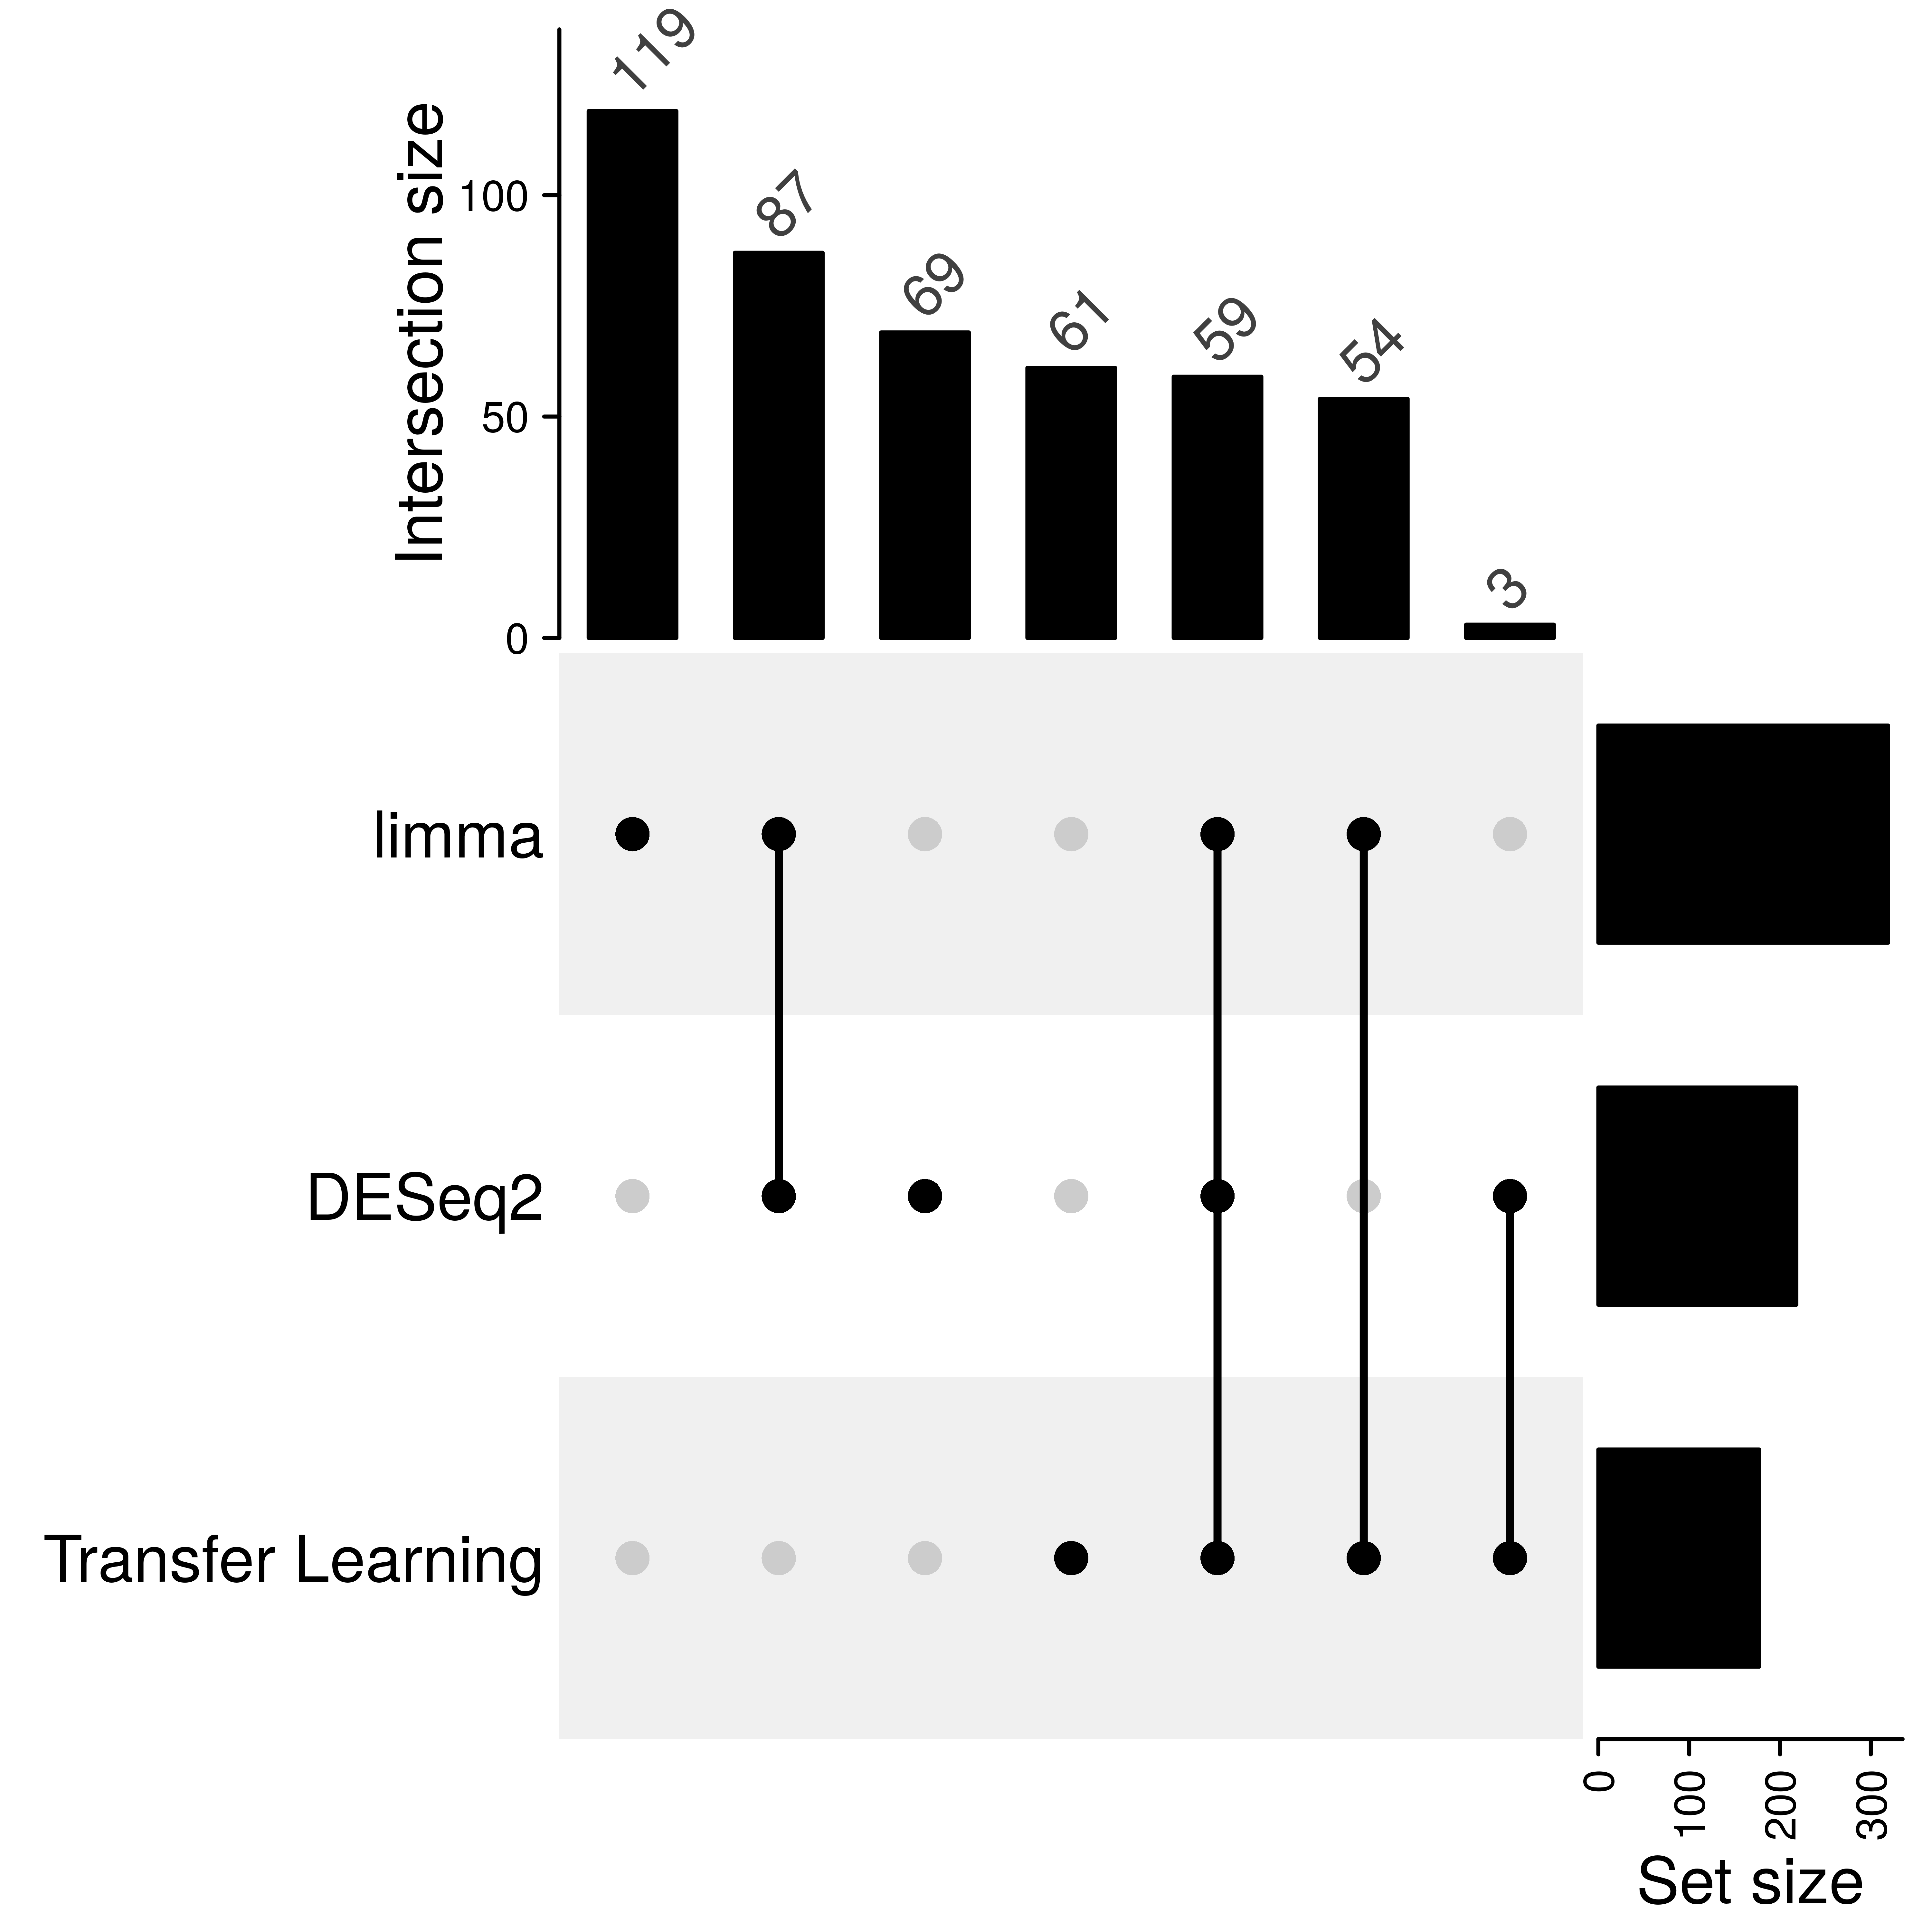 Intersection size
100
50
0
119
87
69
61
59
54
3
limma
DESeq2
Transfer Learning
0
100
200
300
Set size